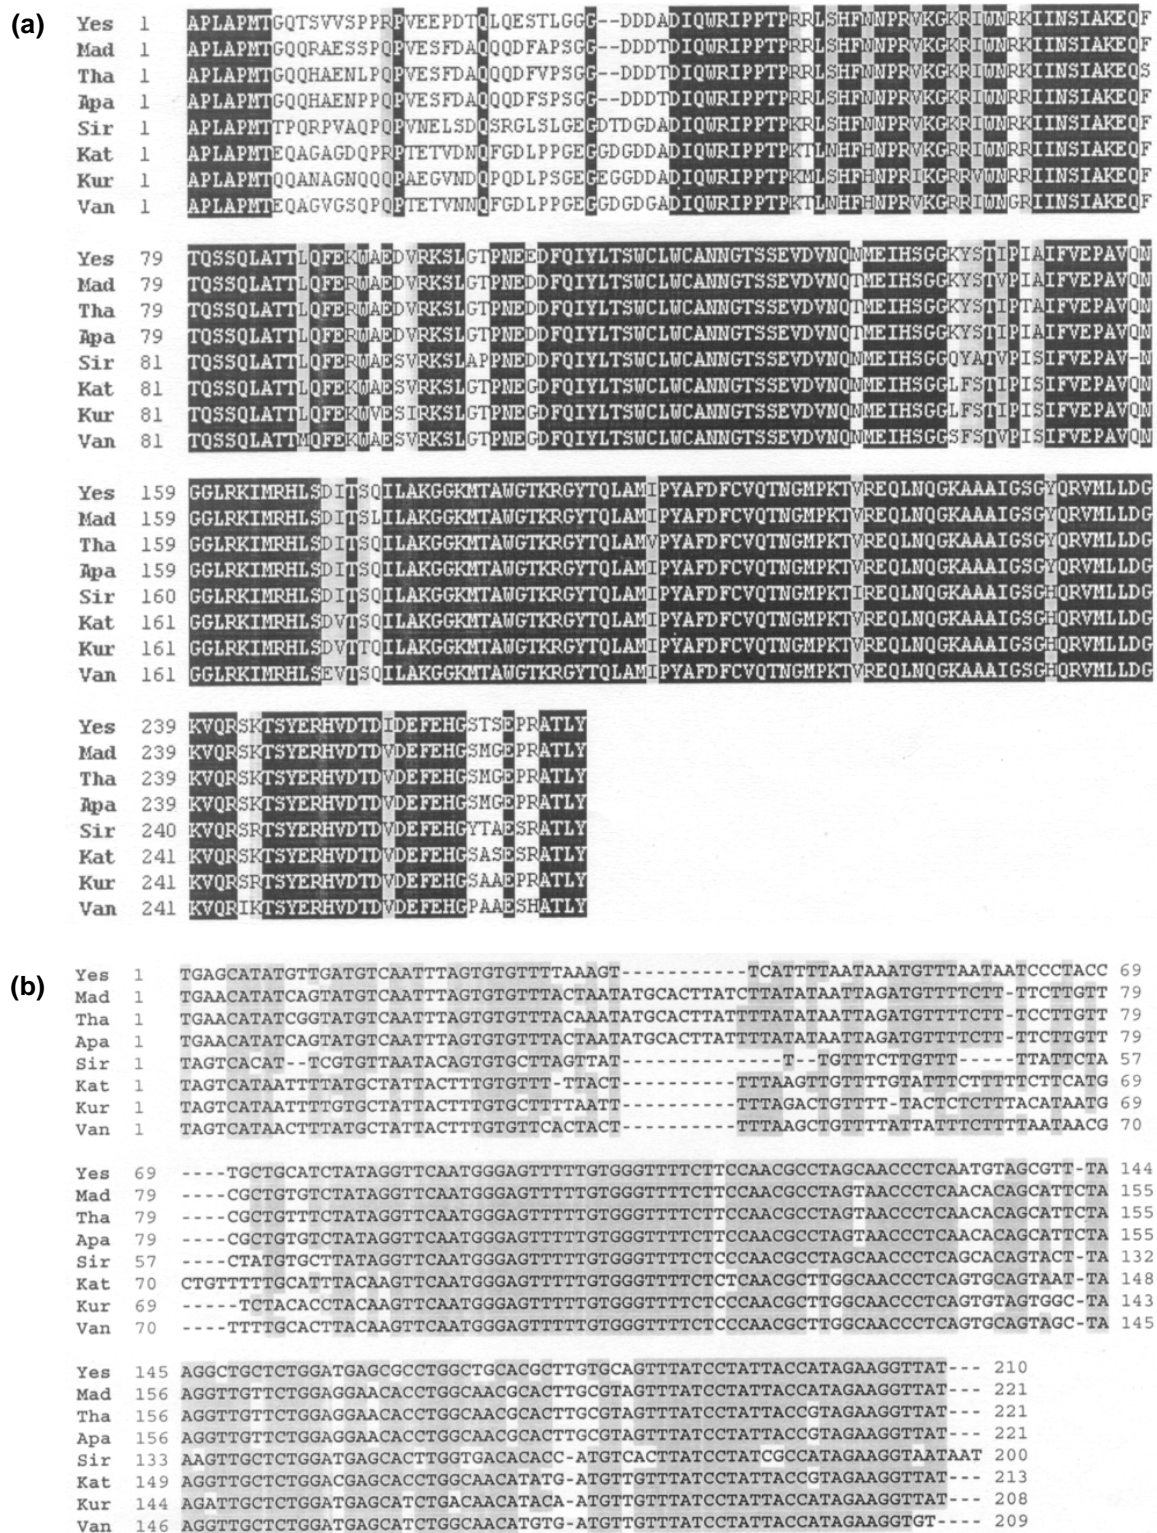 (a)
Yes 1 APLAPMTGQTSVVSPPRPVEEPDTQLQESTLGGG--DDDADIQWRIPPTPRRLSHFNNPRVKGKRIWNRKIINSIAKEQF
Mad 1 APLAPMTGQQRAESSPQPVESFDAQQQDFAPSGG--DDDTDIQWRIPPTPRRLSHFNNPRVKGKRIWNRKIINSIAKEQF
Tha 1 APLAPMTGQQHAENLPQPVESFDAQQQDFVPSGG--DDDTDIQWRIPPTPRRLSHFNNPRVKGKRIWNRKIINSIAKEQS
Apa 1 APLAPMTGQQHAENPPQPVESFDAQQQDFSPSGG--DDDTDIQWRIPPTPRRLSHFNNPRVKGKRIWNRRIINSIAKEQF
Sir 1 APLAPMTTPQRPVAQPQPVNELSDQSRGLSLGEGDTDGDADIQWRIPPTPKRLSHFNNPRVKGKRIWNRRIINSIAKEQF
Kat 1 APLAPMTEQAGAGDQPRPTETVDNQFGDLPPGEGGDGDDADIQWRIPPTPKTLNHFHNPRVKGRRIWNRRIINSIAKEQF
Kur 1 APLAPMTQQANAGNQQQPAEGVNDQPQDLPSGEGEGGDDADIQWRIPPTPKMLSHFHNPRIKGRRVWNRRIINSIAKEQF
Van 1 APLAPMTEQAGVGSQPQPTETVNNQFGDLPPGEGGDGDGADIQWRIPPTPKTLNHFHNPRVKGRRIWNGRIINSIAKEQF
Yes 79 TQSSQLATTLQFEKWAEDVRKSLGTPNEEDFQIYLTSWCLWCANNGTSSEVDVNQNMEIHSGGKYSTIPIAIFVEPAVQN
Mad 79 TQSSQLATTLQFERWAEDVRKSLGTPNEDDFQIYLTSWCLWCANNGTSSEVDVNQTMEIHSGGKYSTVPIAIFVEPAVQN
Tha 79 TQSSQLATTLQFERWAEDVRKSLGTPNEDDFQIYLTSWCLWCANNGTSSEVDVNQTMEIHSGGKYSTIPTAIFVEPAVQN
Apa 79 TQSSQLATTLQFERWAEDVRKSLGTPNEDDFQIYLTSWCLWCANNGTSSEVDVNQTMEIHSGGKYSTIPIAIFVEPAVQN
Sir 81 TQSSQLATTLQFERWAESVRKSLAPPNEDDFQIYLTSWCLWCANNGTSSEVDVNQNMEIHSGGQYATVPISIFVEPAV-N
Kat 81 TQSSQLATTLQFEKWAESVRKSLGTPNEGDFQIYLTSWCLWCANNGTSSEVDVNQNMEIHSGGLFSTIPISIFVEPAVQN
Kur 81 TQSSQLATTLQFEKWVESIRKSLGTPNEGDFQIYLTSWCLWCANNGTSSEVDVNQNMEIHSGGLFSTIPISIFVEPAVQN
Van 81 TQSSQLATTMQFEKWAESVRKSLGTPNEGDFQIYLTSWCLWCANNGTSSEVDVNQNMEIHSGGSFSTVPISIFVEPAVQN
Yes 159 GGLRKIMRHLSDITSQILAKGGKMTAWGTKRGYTQLAMIPYAFDFCVQTNGMPKTVREQLNQGKAAAIGSGYQRVMLLDG
Mad 159 GGLRKIMRHLSDITSLILAKGGKMTAWGTKRGYTQLAMIPYAFDFCVQTNGMPKTVREQLNQGKAAAIGSGYQRVMLLDG
Tha 159 GGLRKIMRHLSDITSQILAKGGKMTAWGTKRGYTQLAMVPYAFDFCVQTNGMPKTVREQLNQGKAAAIGSGYQRVMLLDG
Apa 159 GGLRKIMRHLSDITSQILAKGGKMTAWGTKRGYTQLAMIPYAFDFCVQTNGMPKTVREQLNQGKAAAIGSGYQRVMLLDG
Sir 160 GGLRKIMRHLSDITSQILAKGGKMTAWGTKRGYTQLAMIPYAFDFCVQTNGMPKTIREQLNQGKAAAIGSGHQRVMLLDG
Kat 161 GGLRKIMRHLSDVTSQILAKGGKMTAWGTKRGYTQLAMIPYAFDFCVQTNGMPKTVREQLNQGKAAAIGSGHQRVMLLDG
Kur 161 GGLRKIMRHLSDVTTQILAKGGKMTAWGTKRGYTQLAMIPYAFDFCVQTNGMPKTVREQLNQGKAAAIGSGHQRVMLLDG
Van 161 GGLRKIMRHLSEVTSQILAKGGKMTAWGTKRGYTQLAMIPYAFDFCVQTNGMPKTVREQLNQGKAAAIGSGHQRVMLLDG
Yes 239 KVQRSKTSYERHVDTDIDEFEHGSTSEPRATLY
Mad 239 KVQRSKTSYERHVDTDVDEFEHGSMGEPRATLY
Tha 239 KVQRSKTSYERHVDTDVDEFEHGSMGEPRATLY
Apa 239 KVQRSKTSYERHVDTDVDEFEHGSMGEPRATLY
Sir 240 KVQRSRTSYERHVDTDVDEFEHGYTAESRATLY
Kat 241 KVQRSKTSYERHVDTDVDEFEHGSASESRATLY
Kur 241 KVQRSRTSYERHVDTDVDEFEHGSAAEPRATLY
Van 241 KVQRIKTSYERHVDTDVDEFEHGPAAESHATLY
(b)
Yes 1 TGAGCATATGTTGATGTCAATTTAGTGTGTTTTAAAGT-----------TCATTTTAATAAATGTTTAATAATCCCTACC 69
Mad 1 TGAACATATCAGTATGTCAATTTAGTGTGTTTACTAATATGCACTTATCTTATATAATTAGATGTTTTCTT-TTCTTGTT 79
Tha 1 TGAACATATCGGTATGTCAATTTAGTGTGTTTACAAATATGCACTTATTTTATATAATTAGATGTTTTCTT-TCCTTGTT 79
Apa 1 TGAACATATCAGTATGTCAATTTAGTGTGTTTACTAATATGCACTTATTTTATATAATTAGATGTTTTCTT-TTCTTGTT 79
Sir 1 TAGTCACAT--TCGTGTTAATACAGTGTGCTTAGTTAT--------------T--TGTTTCTTGTTT-----TTATTCTA 57
Kat 1 TAGTCATAATTTTATGCTATTACTTTGTGTTT-TTACT----------TTTAAGTTGTTTTGTATTTCTTTTTCTTCATG 69
Kur 1 TAGTCATAATTTTGTGCTATTACTTTGTGCTTTTAATT----------TTTAGACTGTTTT-TACTCTCTTTACATAATG 69
Van 1 TAGTCATAACTTTATGCTATTACTTTGTGTTCACTACT----------TTTAAGCTGTTTTATTATTTCTTTTAATAACG 70
Yes 69 ----TGCTGCATCTATAGGTTCAATGGGAGTTTTTGTGGGTTTTCTTCCAACGCCTAGCAACCCTCAATGTAGCGTT-TA 144
Mad 79 ----CGCTGTGTCTATAGGTTCAATGGGAGTTTTTGTGGGTTTTCTTCCAACGCCTAGTAACCCTCAACACAGCATTCTA 155
Tha 79 ----CGCTGTTTCTATAGGTTCAATGGGAGTTTTTGTGGGTTTTCTTCCAACGCCTAGTAACCCTCAACACAGCATTCTA 155
Apa 79 ----CGCTGTGTCTATAGGTTCAATGGGAGTTTTTGTGGGTTTTCTTCCAACGCCTAGTAACCCTCAACACAGCATTCTA 155
Sir 57 ----CTATGTGCTTATAGGTTCAATGGGAGTTTTTGTGGGTTTTCTCCCAACGCCTAGCAACCCTCAGCACAGTACT-TA 132
Kat 70 CTGTTTTTGCATTTACAAGTTCAATGGGAGTTTTTGTGGGTTTTCTCTCAACGCTTGGCAACCCTCAGTGCAGTAAT-TA 148
Kur 69 -----TCTACACCTACAAGTTCAATGGGAGTTTTTGTGGGTTTTCTCCCAACGCTTGGCAACCCTCAGTGTAGTGGC-TA 143
Van 70 ----TTTTGCACTTACAAGTTCAATGGGAGTTTTTGTGGGTTTTCTCCCAACGCTTGGCAACCCTCAGTGCAGTAGC-TA 145
Yes 145 AGGCTGCTCTGGATGAGCGCCTGGCTGCACGCTTGTGCAGTTTATCCTATTACCATAGAAGGTTAT--- 210
Mad 156 AGGTTGTTCTGGAGGAACACCTGGCAACGCACTTGCGTAGTTTATCCTATTACCATAGAAGGTTAT--- 221
Tha 156 AGGTTGTTCTGGAGGAACACCTGGCAACGCACTTGCGTAGTTTATCCTATTACCGTAGAAGGTTAT--- 221
Apa 156 AGGTTGTTCTGGAGGAACACCTGGCAACGCACTTGCGTAGTTTATCCTATTACCGTAGAAGGTTAT--- 221
Sir 133 AAGTTGCTCTGGATGAGCACTTGGTGACACACC-ATGTCACTTATCCTATCGCCATAGAAGGTAATAAT 200
Kat 149 AGGTTGCTCTGGACGAGCACCTGGCAACATATG-ATGTTGTTTATCCTATTACCGTAGAAGGTTAT--- 213
Kur 144 AGATTGCTCTGGATGAGCATCTGACAACATACA-ATGTTGTTTATCCTATTACCATAGAAGGTTAT--- 208
Van 146 AGGTTGCTCTGGATGAGCATCTGGCAACATGTG-ATGTTGTTTATCCTATTACCATAGAAGGTGT---- 209